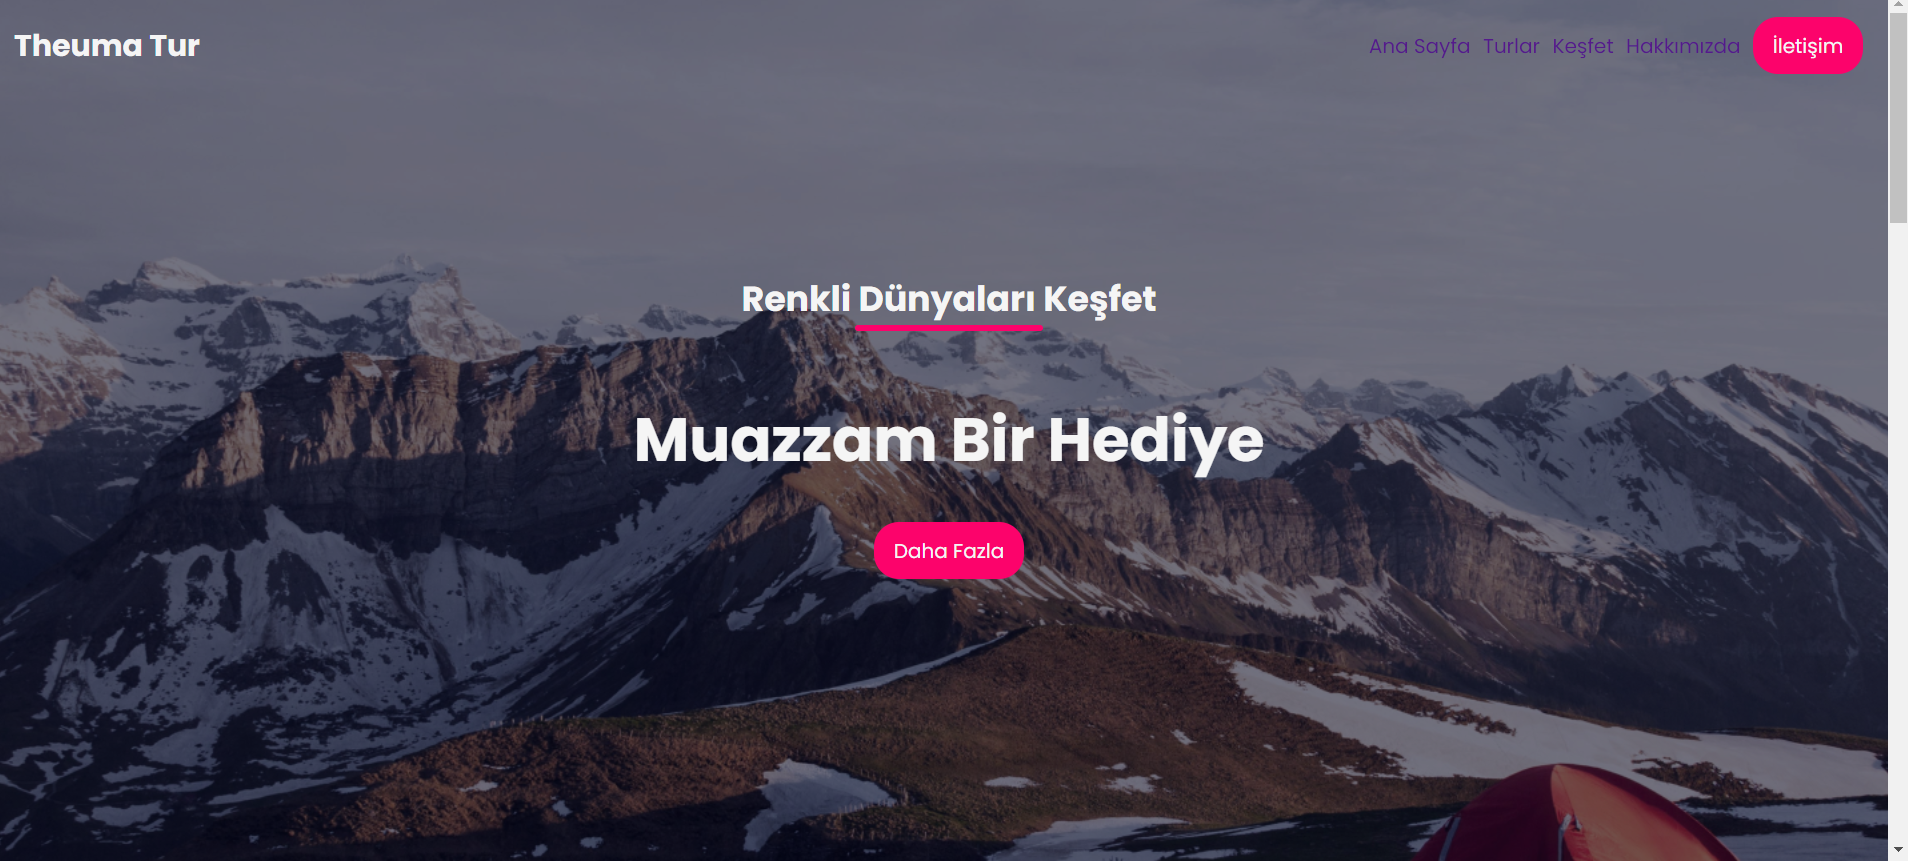 Theuma Tur
Ana Sayfa Turlar Keşfet Hakkımızda İletişim
Renkli Dünyaları Keşfet
Muazzam Bir Hediye
Daha Fazla